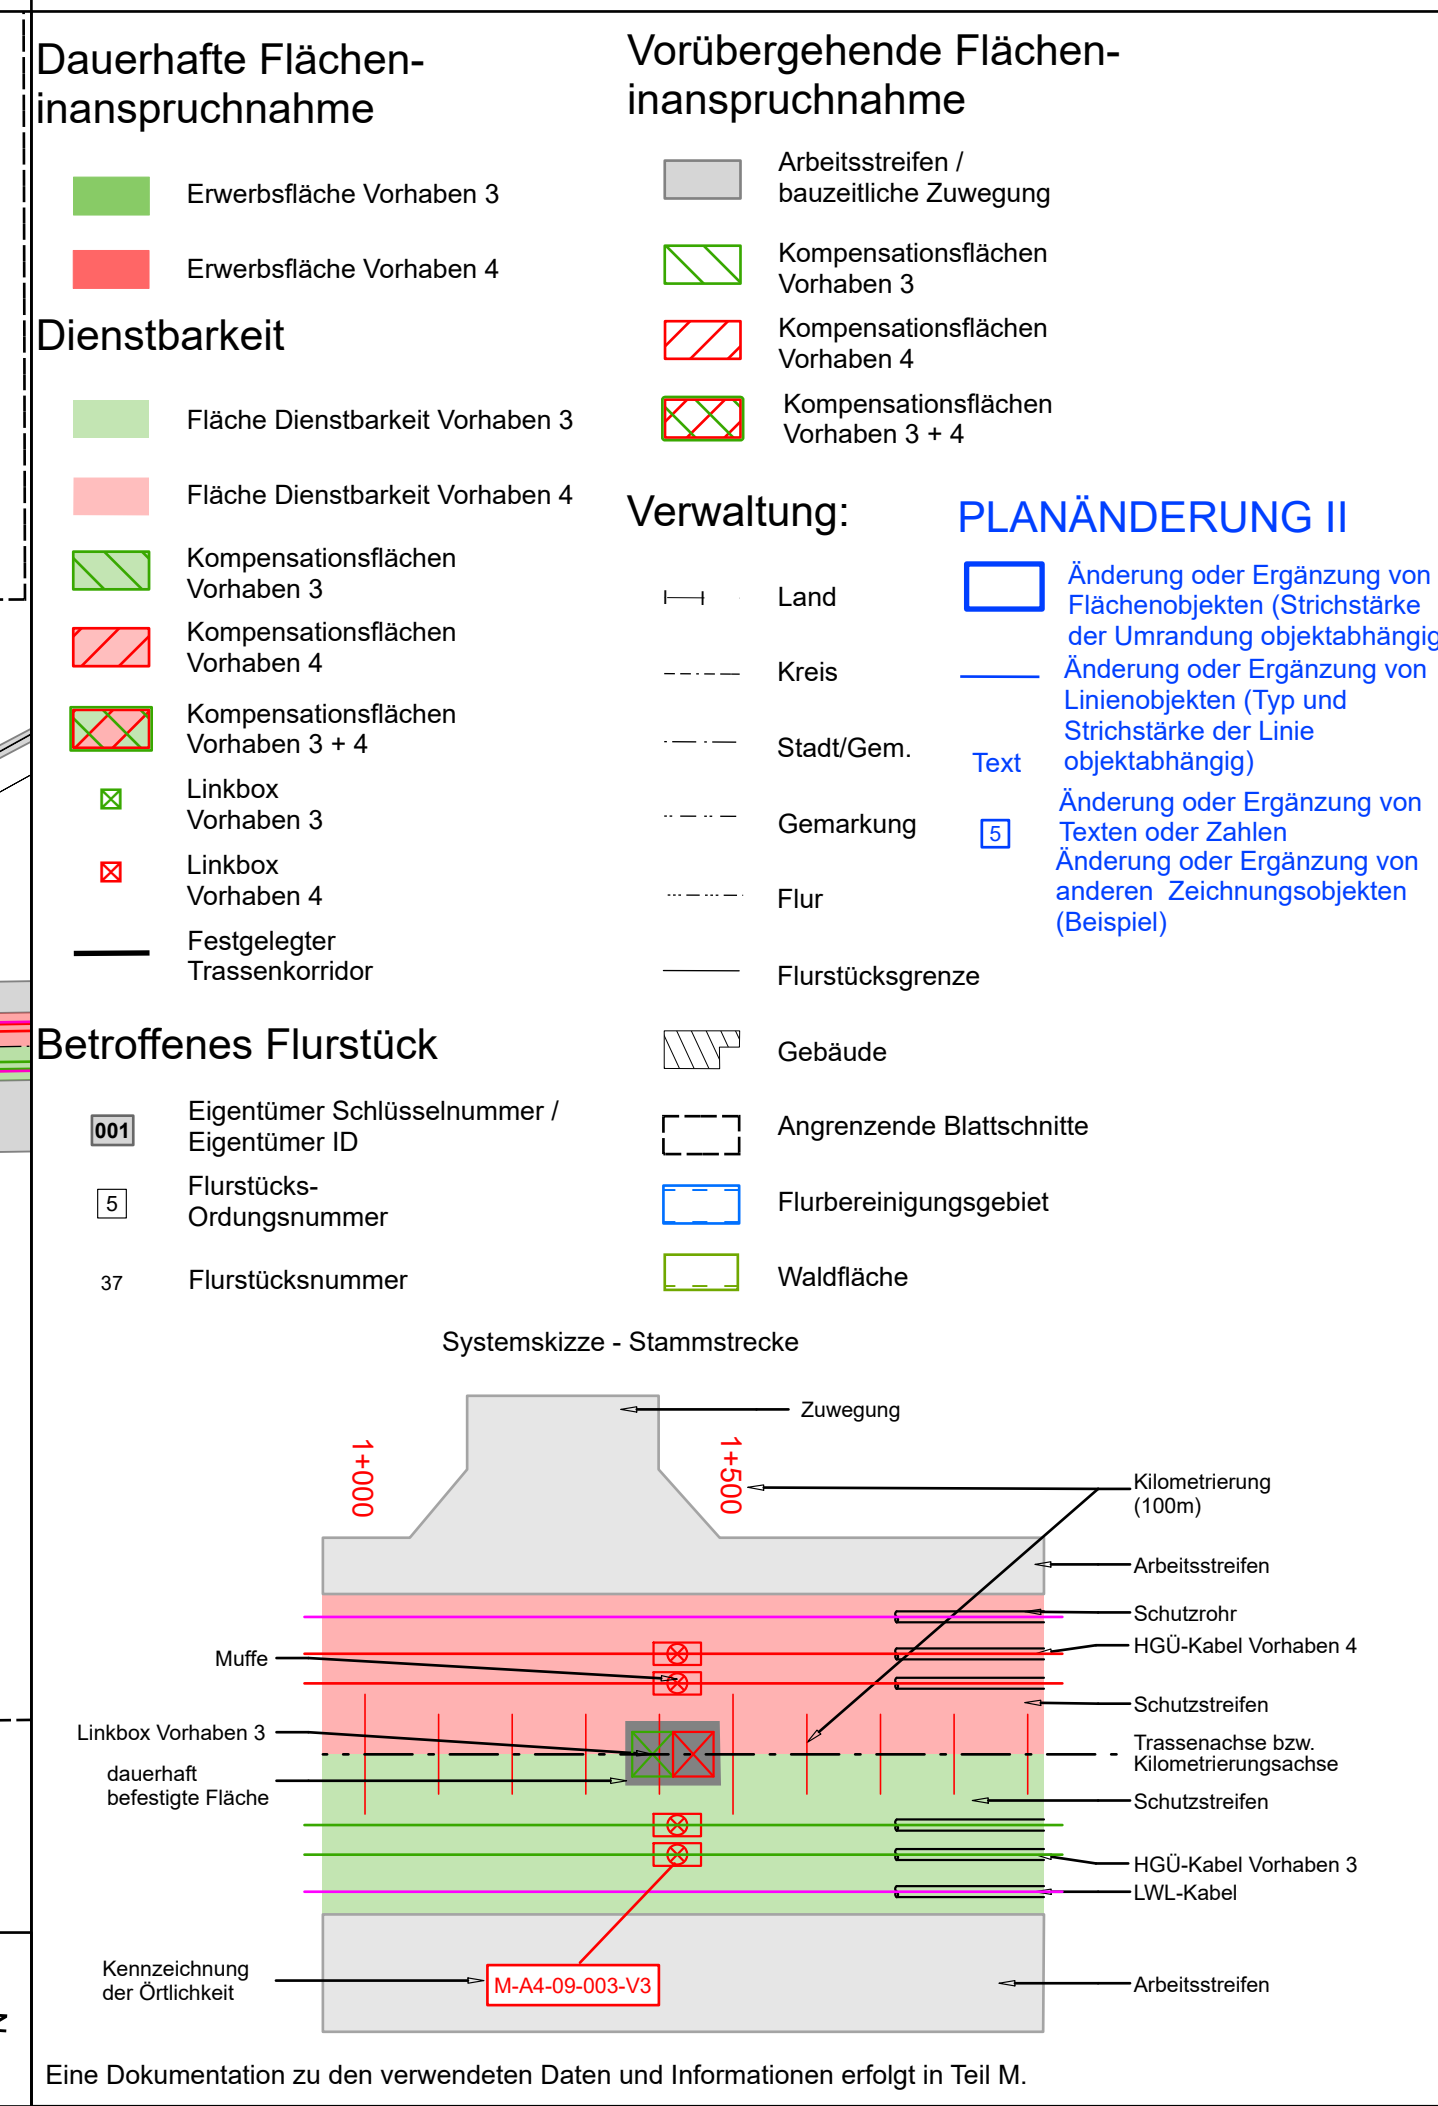 Dauerhafte Flächen-
inanspruchnahme
Erwerbsfläche Vorhaben 3
Erwerbsfläche Vorhaben 4
Dienstbarkeit
Fläche Dienstbarkeit Vorhaben 3
Fläche Dienstbarkeit Vorhaben 4
Kompensationsflächen
Vorhaben 3
Kompensationsflächen
Vorhaben 4
Kompensationsflächen
Vorhaben 3 + 4
Linkbox
Vorhaben 3
Linkbox
Vorhaben 4
Festgelegter
Trassenkorridor
Betroffenes Flurstück
001
Eigentümer Schlüsselnummer /
Eigentümer ID
5
Flurstücks-
Ordungsnummer
37
Flurstücksnummer
Vorübergehende Flächen-
inanspruchnahme
Arbeitsstreifen /
bauzeitliche Zuwegung
Kompensationsflächen
Vorhaben 3
Kompensationsflächen
Vorhaben 4
Kompensationsflächen
Vorhaben 3 + 4
Verwaltung:
Land
Kreis
Stadt/Gem.
Gemarkung
Flur
Flurstücksgrenze
Gebäude
Angrenzende Blattschnitte
Flurbereinigungsgebiet
Waldfläche
PLANÄNDERUNG II
Änderung oder Ergänzung von
Flächenobjekten (Strichstärke
der Umrandung objektabhängig
Änderung oder Ergänzung von
Linienobjekten (Typ und
Strichstärke der Linie
objektabhängig)
Text
Änderung oder Ergänzung von
Texten oder Zahlen
5
Änderung oder Ergänzung von
anderen Zeichnungsobjekten
(Beispiel)
Systemskizze - Stammstrecke
Zuwegung
1+000
1+500
Kilometrierung
(100m)
Arbeitsstreifen
Schutzrohr
HGÜ-Kabel Vorhaben 4
Muffe
Schutzstreifen
Linkbox Vorhaben 3
Trassenachse bzw.
Kilometrierungsachse
dauerhaft
befestigte Fläche
Schutzstreifen
HGÜ-Kabel Vorhaben 3
LWL-Kabel
Kennzeichnung
der Örtlichkeit
M-A4-09-003-V3
Arbeitsstreifen
Eine Dokumentation zu den verwendeten Daten und Informationen erfolgt in Teil M.